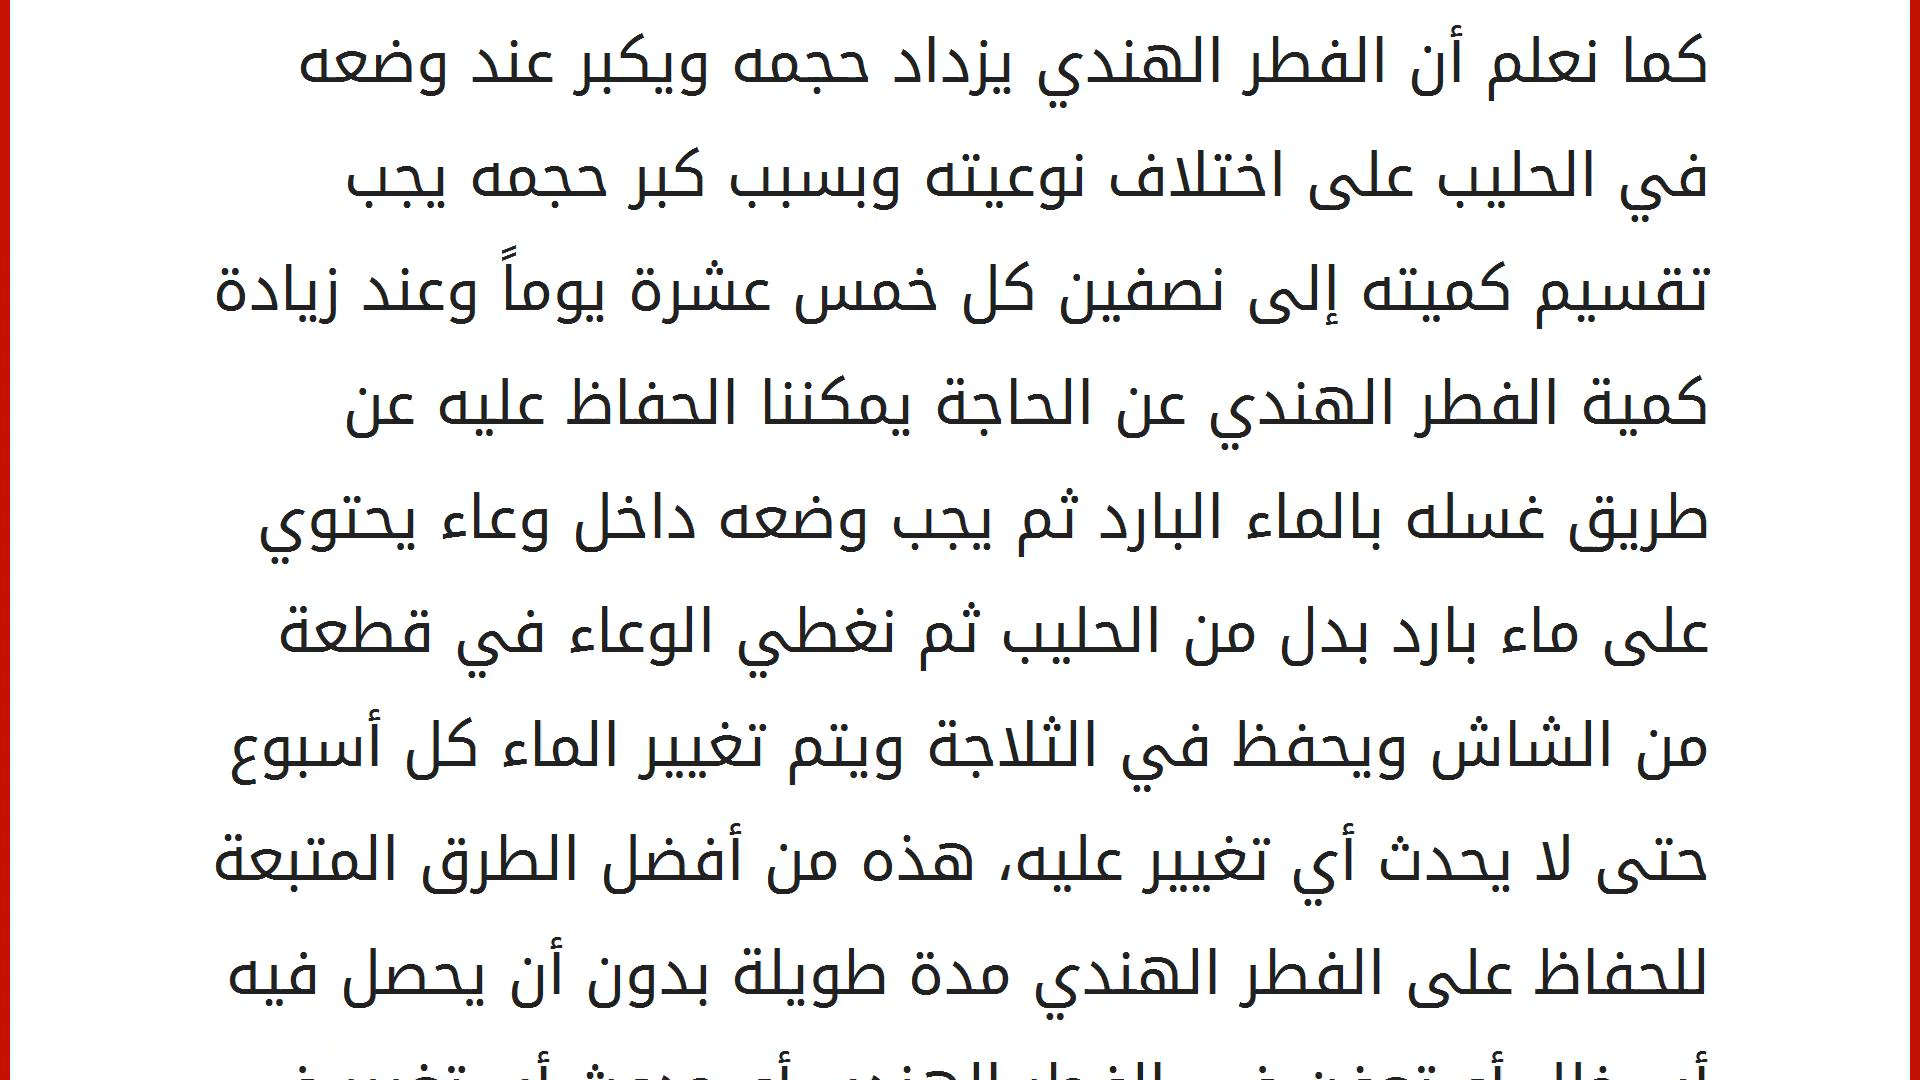 كما نعلم أن الفطر الهندي يزداد حجمه ويكبر عند وضعه
في الحليب على اختلاف نوعيته وبسبب كبر حجمه يجب
تقسيم كميته إلى نصفين كل خمس عشرة يوماً وعند زيادة
كمية الفطر الهندي عن الحاجة يمكننا الحفاظ عليه عن
طريق غسله بالماء البارد ثم يجب وضعه داخل وعاء يحتوي
على ماء بارد بدل من الحليب ثم نغطي الوعاء في قطعة
من الشاش ويحفظ في الثلاجة ويتم تغيير الماء كل أسبوع
حتى لا يحدث أي تغيير عليه، هذه من أفضل الطرق المتبعة
للحفاظ على الفطر الهندي مدة طويلة بدون أن يحصل فيه